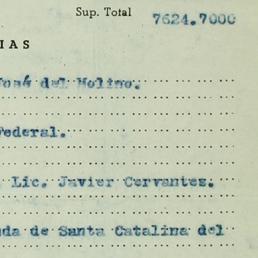 Sup. Total 7624.7000
IAS
José del Molino.
Federal.
Lic. Javier Cervantes.
da de Santa Catalina del